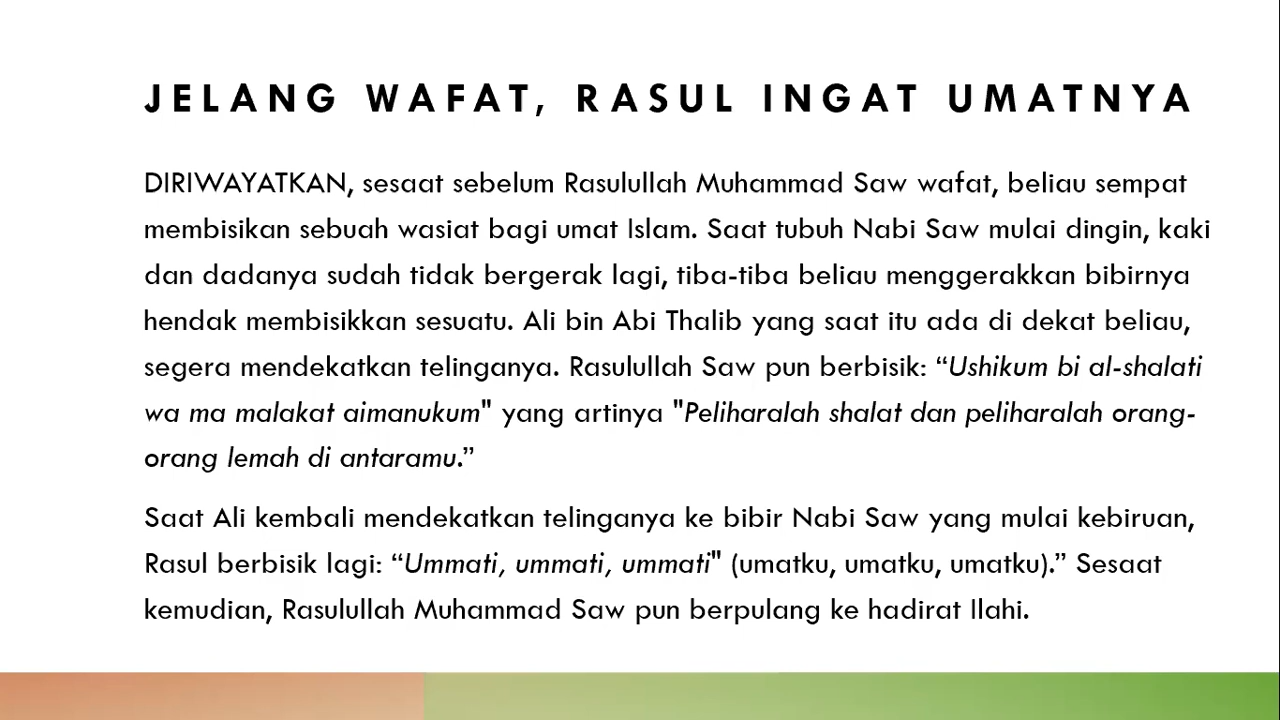 JELANG WAFAT, RASUL INGAT UMATNYA
DIRIWAYATKAN, sesaat sebelum Rasulullah Muhammad Saw wafat, beliau sempat
membisikan sebuah wasiat bagi umat Islam. Saat tubuh Nabi Saw mulai dingin, kaki
dan dadanya sudah tidak bergerak lagi, tiba-tiba beliau menggerakkan bibirnya
hendak membisikkan sesuatu. Ali bin Abi Thalib yang saat itu ada di dekat beliau,
segera mendekatkan telinganya. Rasulullah Saw pun berbisik: “Ushikum bi al-shalati
wa ma malakat aimanukum" yang artinya "Peliharalah shalat dan peliharalah orang-
orang lemah di antaramu.”
Saat Ali kembali mendekatkan telinganya ke bibir Nabi Saw yang mulai kebiruan,
Rasul berbisik lagi: “Ummati, ummati, ummati" (umatku, umatku, umatku).” Sesaat
kemudian, Rasulullah Muhammad Saw pun berpulang ke hadirat Ilahi.